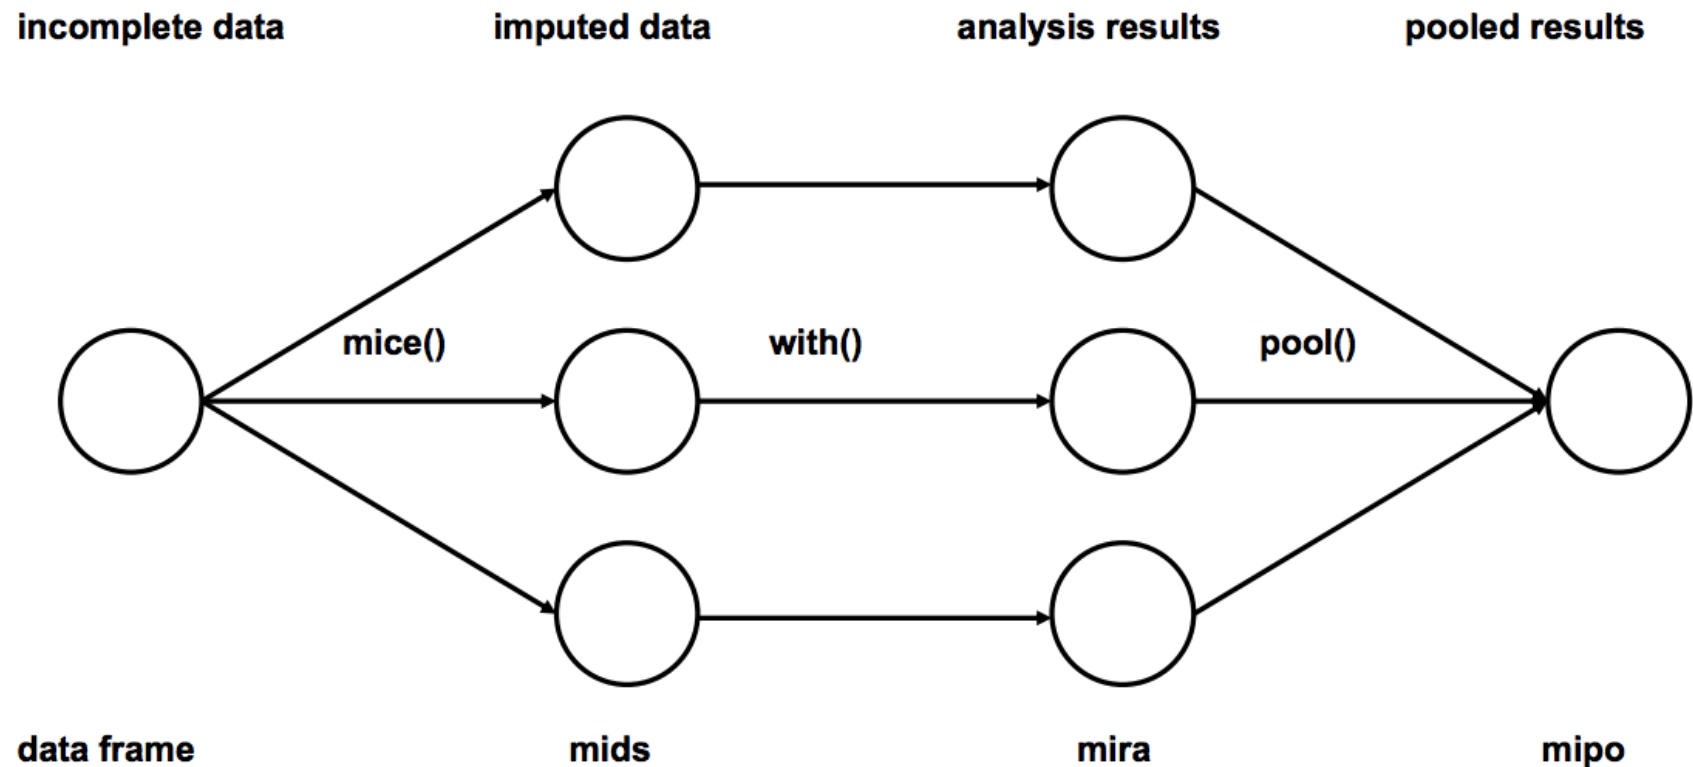 incomplete data
imputed data
analysis results
pooled results
mice()
with()
pool()
data frame
mids
mira
mipo